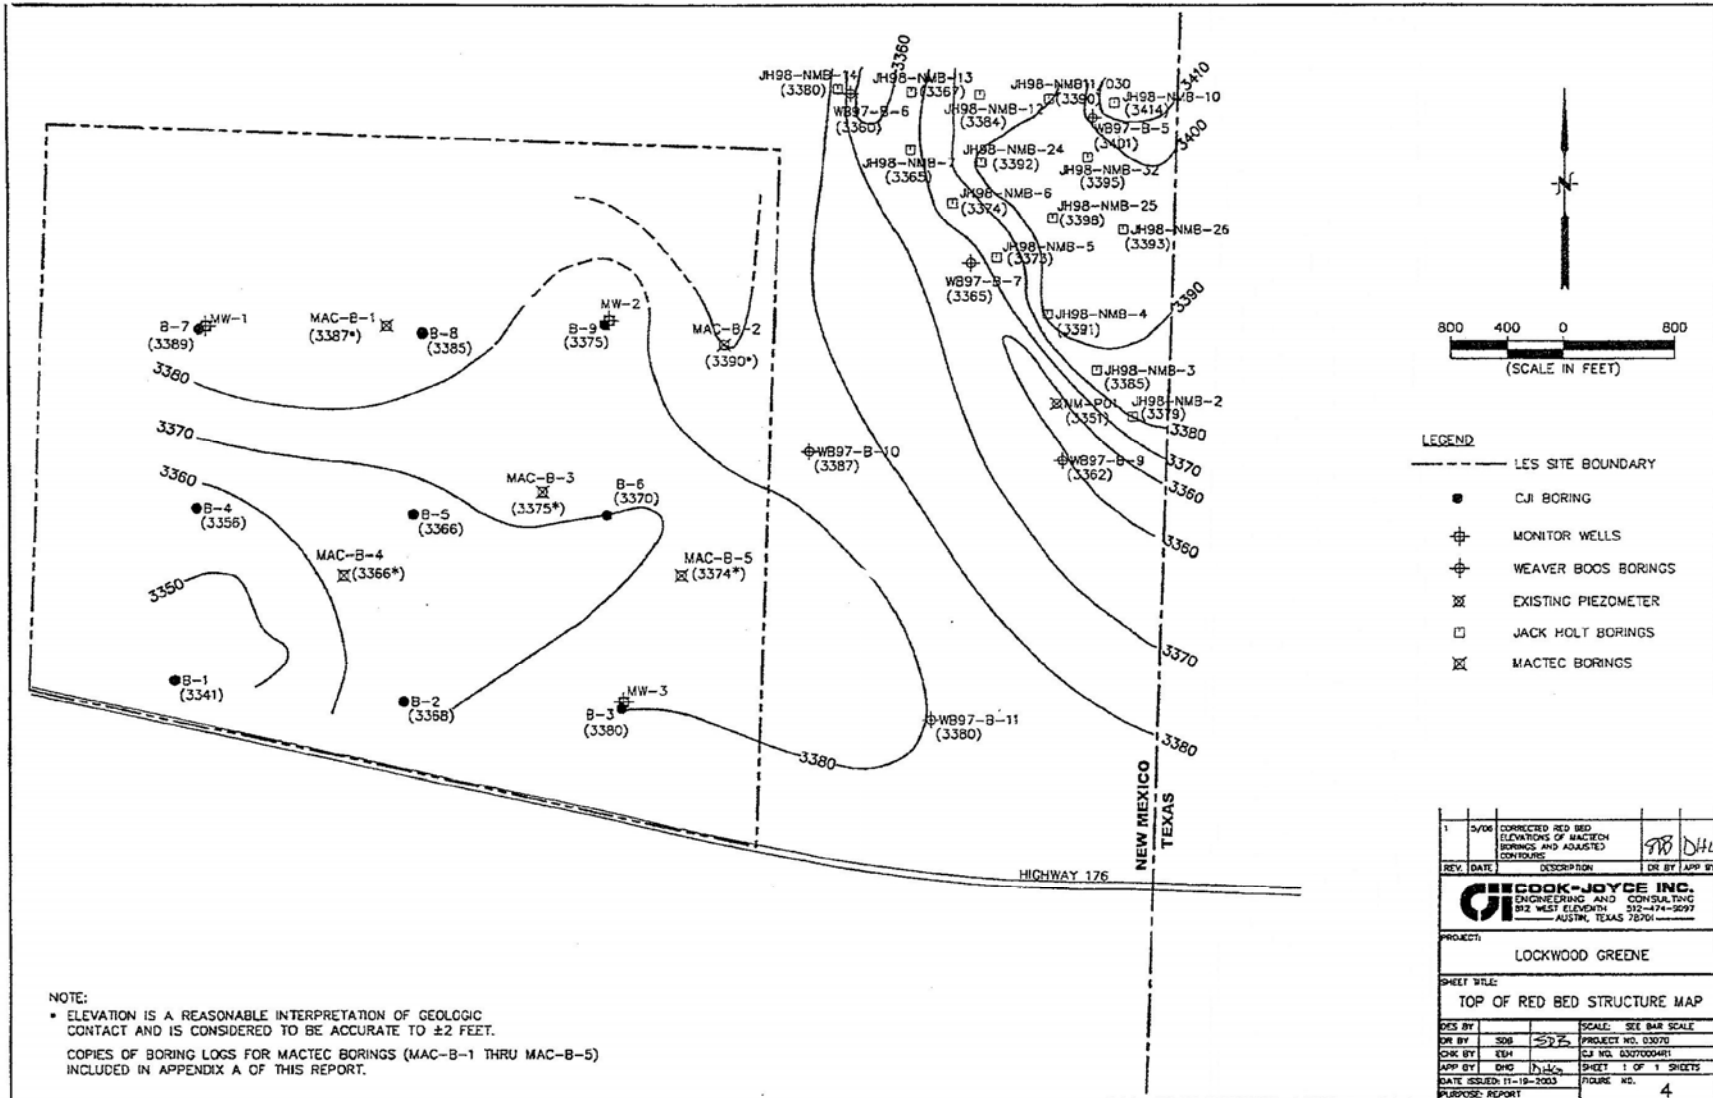 3360
3410
JH98-NMB-14
(3380)
JH98-NMB-13
(3367)
JH98-NMB11
(3390)
/030
JH98-NMB-10
(3414)
WB97-B-6
(3360)
JH98-NMB-12
(3384)
WB97-B-5
(3401)
3400
JH98-NMB-7
(3365)
JH98-NMB-24
(3392)
JH98-NMB-32
(3395)
JH98-NMB-6
(3374)
JH98-NMB-25
(3398)
JH98-NMB-26
(3393)
JH98-NMB-5
(3373)
WB97-B-7
(3365)
3390
JH98-NMB-4
(3391)
N
800 400 0 800
(SCALE IN FEET)
B-7
(3389)
MW-1
MAC-B-1
(3387*)
B-8
(3385)
MW-2
B-9
(3375)
MAC-B-2
(3390*)
3380
JH98-NMB-3
(3385)
NM-P01
(3351)
JH98-NMB-2
(3379)
3380
3370
3360
3370
WB97-B-10
(3387)
WB97-B-9
(3362)
3360
3360
B-4
(3356)
B-5
(3366)
MAC-B-3
(3375*)
B-6
(3370)
MAC-B-4
(3366*)
MAC-B-5
(3374*)
3350
3370
B-1
(3341)
B-2
(3368)
MW-3
B-3
(3380)
WB97-B-11
(3380)
3380
3380
NEW MEXICO
TEXAS
HIGHWAY 176
LEGEND
LES SITE BOUNDARY
CJI BORING
MONITOR WELLS
WEAVER BOOS BORINGS
EXISTING PIEZOMETER
JACK HOLT BORINGS
MACTEC BORINGS
NOTE:
* ELEVATION IS A REASONABLE INTERPRETATION OF GEOLOGIC
CONTACT AND IS CONSIDERED TO BE ACCURATE TO ±2 FEET.
COPIES OF BORING LOGS FOR MACTEC BORINGS (MAC-B-1 THRU MAC-B-5)
INCLUDED IN APPENDIX A OF THIS REPORT.
1 5/06 CORRECTED RED BED
ELEVATIONS OF MACTECH
BORINGS AND ADJUSTED
CONTOURS
REV. DATE DESCRIPTION DR BY APP BY
COOK-JOYCE INC.
ENGINEERING AND CONSULTING
812 WEST ELEVENTH 512-474-9097
AUSTIN, TEXAS 78701
PROJECT:
LOCKWOOD GREENE
SHEET TITLE:
TOP OF RED BED STRUCTURE MAP
DES BY SCALE: SEE BAR SCALE
DR BY SDB SDB PROJECT NO. 03070
CHK BY CJI NO.
APP BY DHG DHG SHEET 1 OF 1 SHEETS
DATE ISSUED: 11-19-2003 FIGURE NO.
PURPOSE: REPORT 4